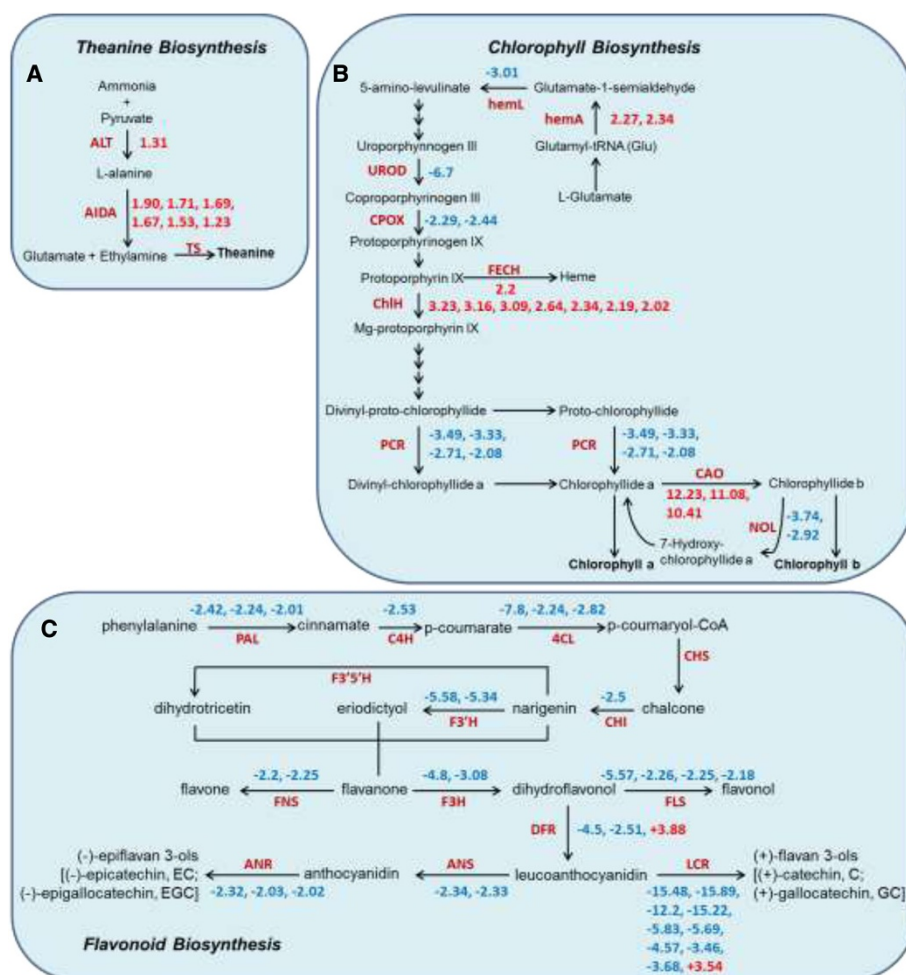 Theanine Biosynthesis
A
Ammonia
+
Pyruvate
ALT 1.31
L-alanine
AIDA
1.90, 1.71, 1.69,
1.67, 1.53, 1.23
Glutamate + Ethylamine TS Theanine
Chlorophyll Biosynthesis
B
-3.01
5-amino-levulinate Glutamate-1-semialdehyde
hemL
hemA 2.27, 2.34
Uroporphynnogen III Glutamyl-tRNA (Glu)
UROD -6.7
L-Glutamate
Coproporphyrinogen III
CPOX -2.29, -2.44
Protoporphyrinogen IX
FECH
Protoporphyrin IX Heme
2.2
ChlH 3.23, 3.16, 3.09, 2.64, 2.34, 2.19, 2.02
Mg-protoporphyrin IX
Divinyl-proto-chlorophyllide Proto-chlorophyllide
PCR -3.49, -3.33,
-2.71, -2.08
PCR -3.49, -3.33,
-2.71, -2.08
CAO
Divinyl-chlorophyllide a Chlorophyllide a Chlorophyllide b
12.23, 11.08,
10.41
NOL -3.74,
-2.92
7-Hydroxy-
chlorophyllide a
Chlorophyll a Chlorophyll b
C
-2.42, -2.24, -2.01 -2.53 -7.8, -2.24, -2.82
phenylalanine cinnamate p-coumarate p-coumaryol-CoA
PAL C4H 4CL
CHS
F3'5'H
-5.58, -5.34 -2.5
dihydrotricetin eriodictyol narigenin chalcone
F3'H CHI
-2.2, -2.25 -4.8, -3.08 -5.57, -2.26, -2.25, -2.18
flavone flavanone dihydroflavonol flavonol
FNS F3H FLS
DFR -4.5, -2.51, +3.88
(-)-epiflavan 3-ols
[(-)-epicatechin, EC;
(-)-epigallocatechin, EGC]
ANR
-2.32, -2.03, -2.02
anthocyanidin
ANS
-2.34, -2.33
leucoanthocyanidin
LCR
(+)-flavan 3-ols
[(+)-catechin, C;
(+)-gallocatechin, GC]
-15.48, -15.89,
-12.2, -15.22,
-5.83, -5.69,
-4.57, -3.46,
-3.68, +3.54
Flavonoid Biosynthesis